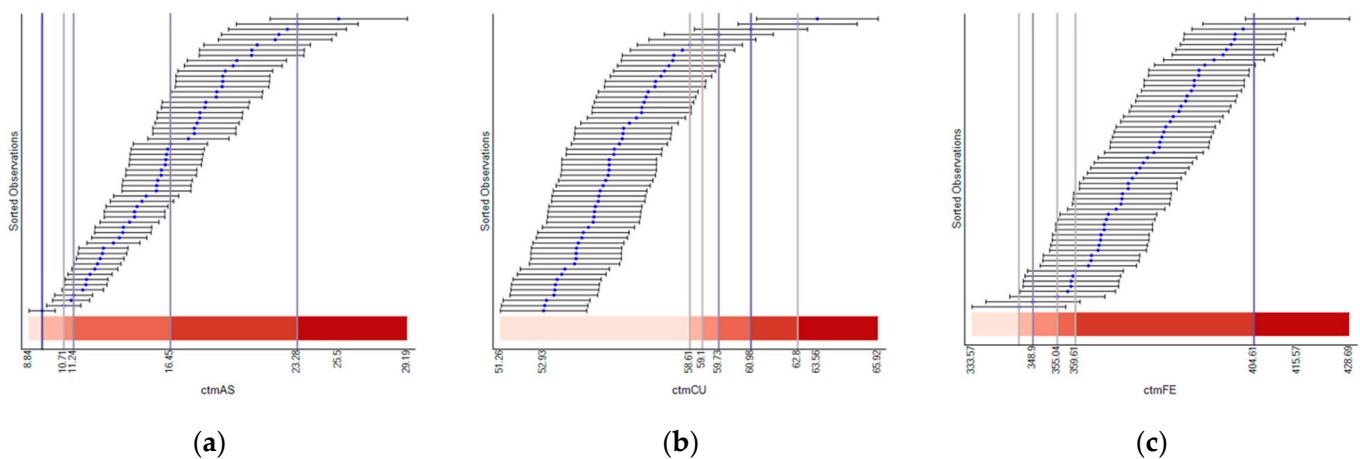 Sorted Observations
8.84
10.71
11.24
16.45
23.28
25.5
29.19
ctmAS
(a)
Sorted Observations
51.26
52.93
58.61
59.1
59.73
60.98
62.8
63.56
65.92
ctmCU
(b)
Sorted Observations
333.57
348.9
355.04
359.61
404.61
415.57
428.69
ctmFE
(c)